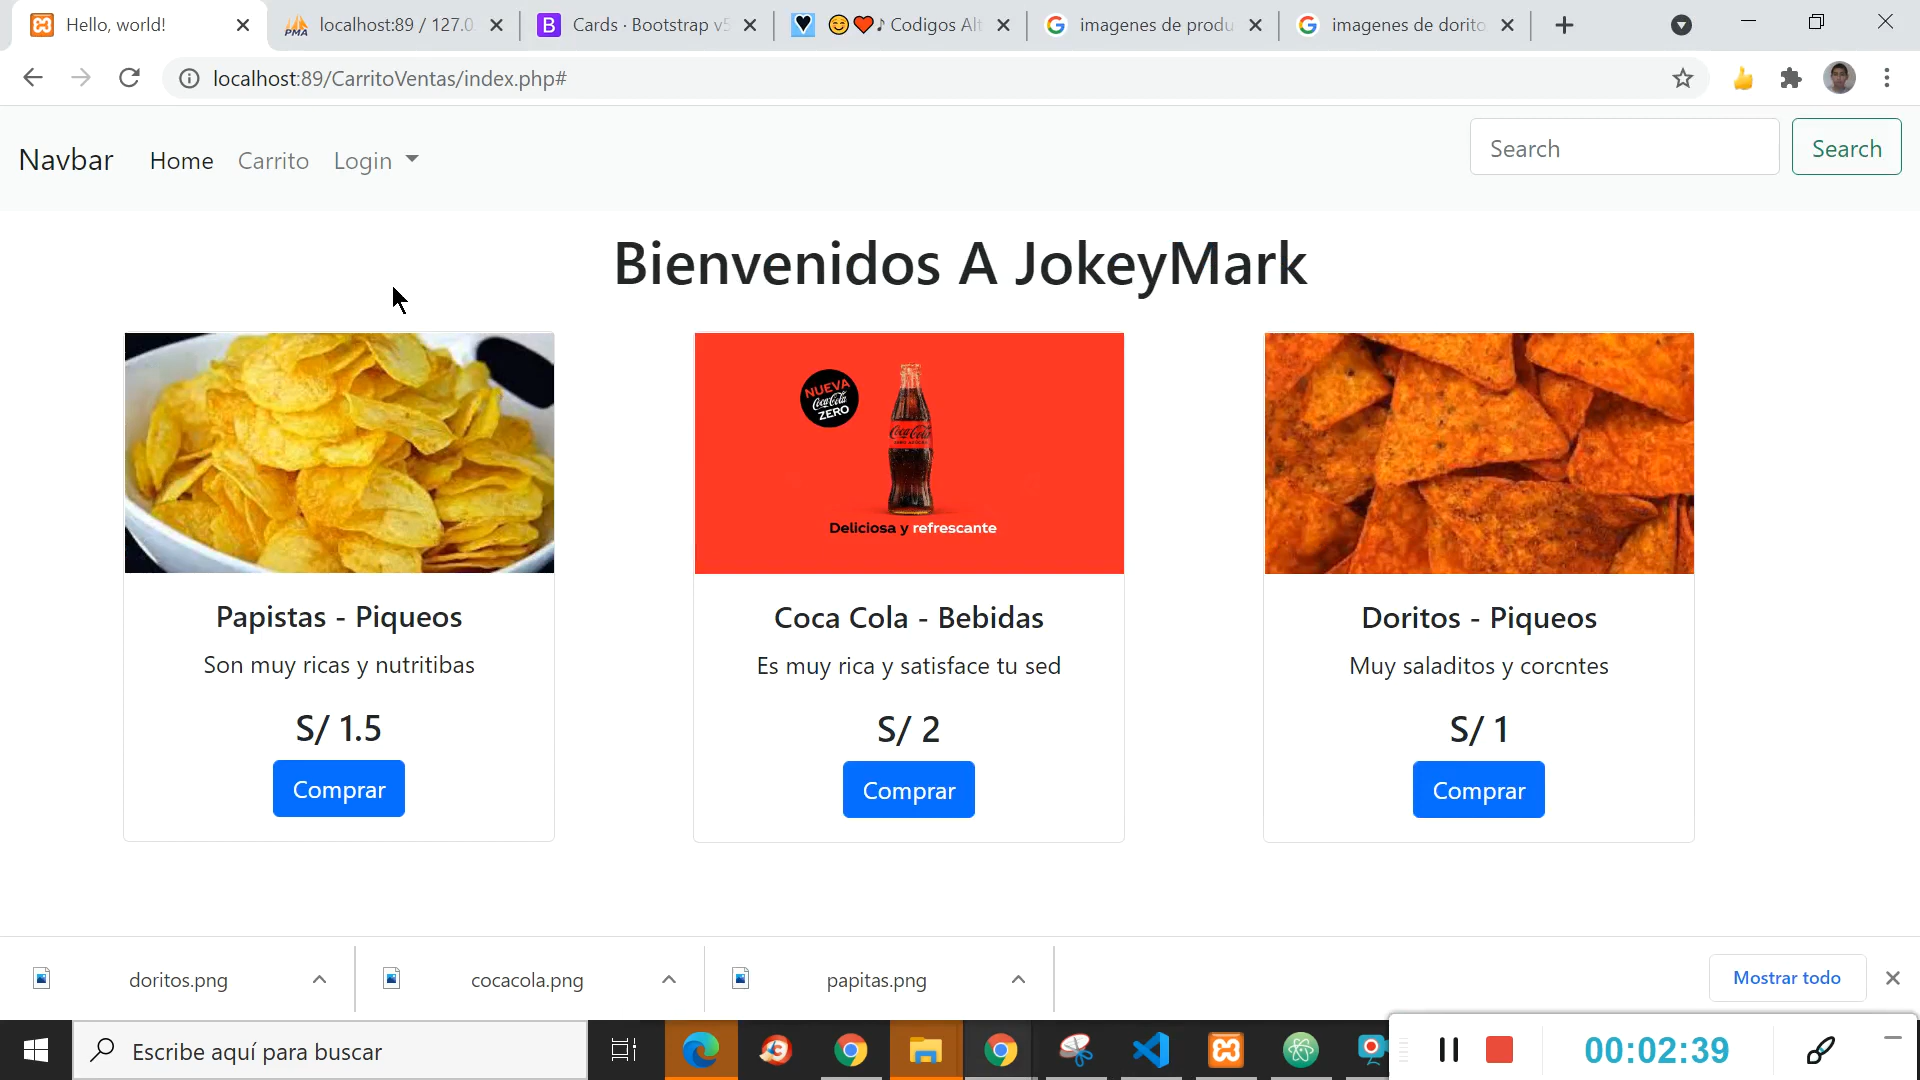 Hello, world!
localhost:89 / 127.0
Cards · Bootstrap v5
😊❤️♪ Codigos Alt
imagenes de produ
imagenes de dorito
localhost:89/CarritoVentas/index.php#
Navbar Home Carrito Login
Search Search
Bienvenidos A JokeyMark
NUEVA
Coca-Cola
ZERO
Coca-Cola
Deliciosa y refrescante
Papistas - Piqueos
Son muy ricas y nutritibas
S/ 1.5
Comprar
Coca Cola - Bebidas
Es muy rica y satisface tu sed
S/ 2
Comprar
Doritos - Piqueos
Muy saladitos y corcntes
S/ 1
Comprar
doritos.png
cocacola.png
papitas.png
Mostrar todo
Escribe aquí para buscar
00:02:39